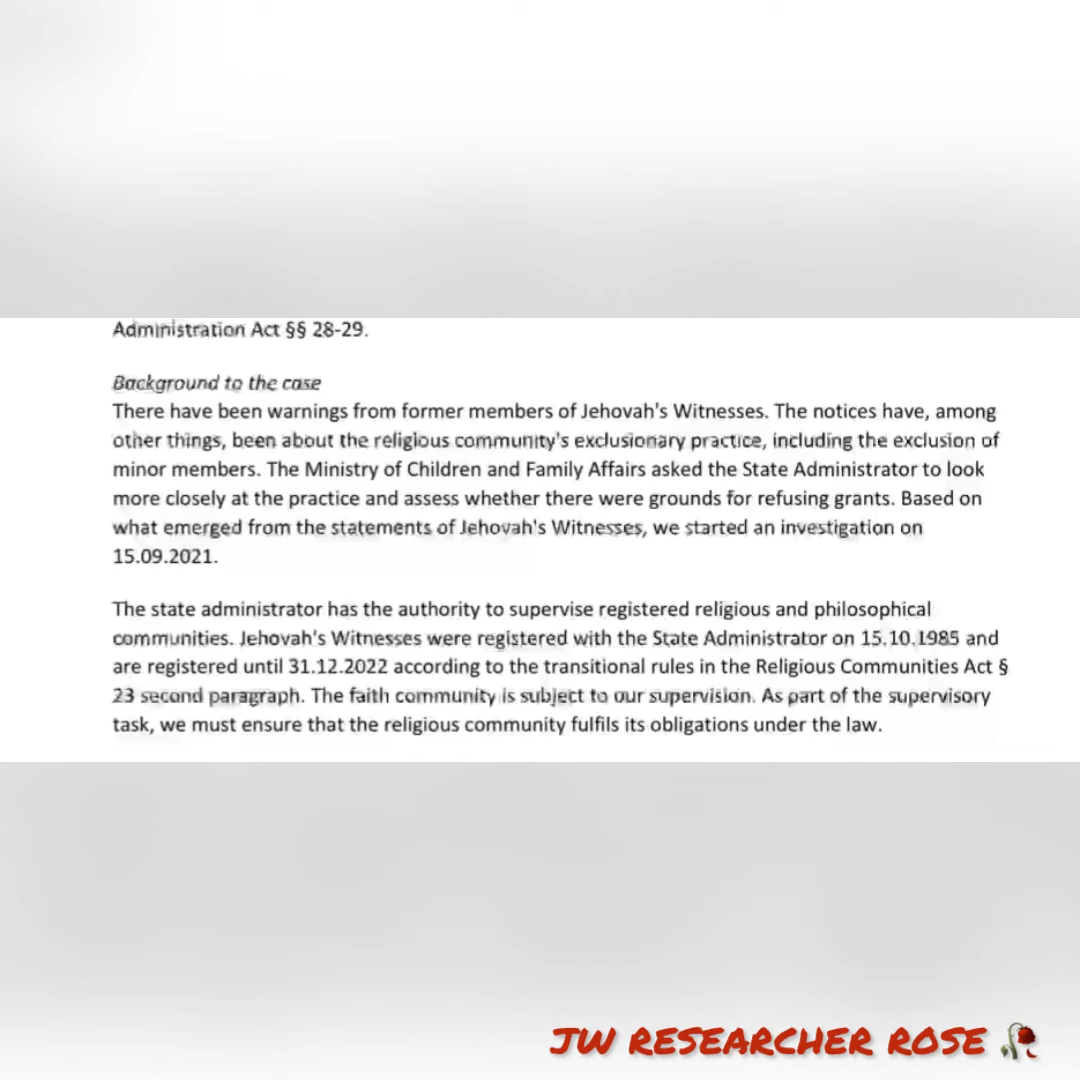 Administration Act §§ 28-29.
Background to the case
There have been warnings from former members of Jehovah's Witnesses. The notices have, among
other things, been about the religious community's exclusionary practice, including the exclusion of
minor members. The Ministry of Children and Family Affairs asked the State Administrator to look
more closely at the practice and assess whether there were grounds for refusing grants. Based on
what emerged from the statements of Jehovah's Witnesses, we started an investigation on
15.09.2021.
The state administrator has the authority to supervise registered religious and philosophical
communities. Jehovah's Witnesses were registered with the State Administrator on 15.10.1985 and
are registered until 31.12.2022 according to the transitional rules in the Religious Communities Act §
23 second paragraph. The faith community is subject to our supervision. As part of the supervisory
task, we must ensure that the religious community fulfils its obligations under the law.
JW RESEARCHER ROSE 🥀